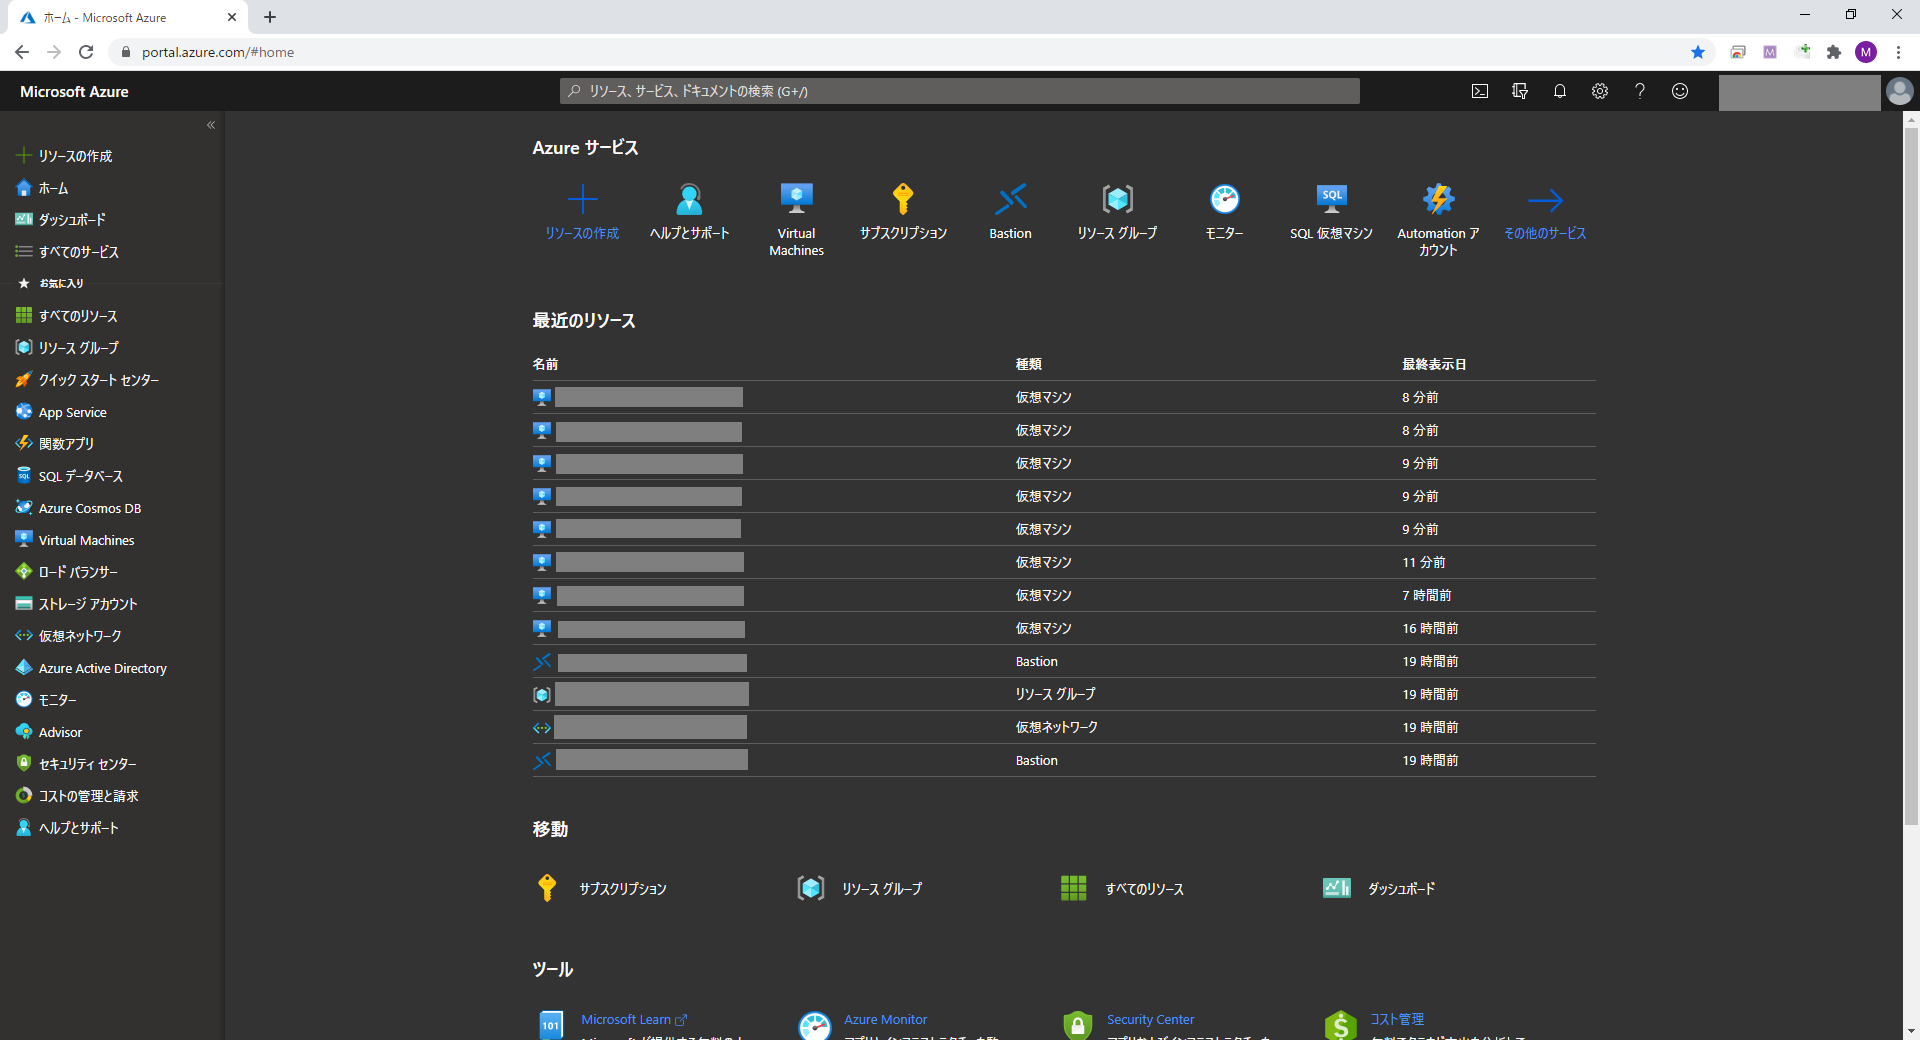 ホーム - Microsoft Azure
portal.azure.com/#home
M
M
Microsoft Azure
リソース、サービス、ドキュメントの検索 (G+/)
リソースの作成
ホーム
ダッシュボード
すべてのサービス
お気に入り
すべてのリソース
リソース グループ
クイック スタート センター
App Service
関数アプリ
SQL データベース
Azure Cosmos DB
Virtual Machines
ロード バランサー
ストレージ アカウント
仮想ネットワーク
Azure Active Directory
モニター
Advisor
セキュリティ センター
コストの管理と請求
ヘルプとサポート
Azure サービス
リソースの作成
ヘルプとサポート
Virtual
Machines
サブスクリプション
Bastion
リソース グループ
モニター
SQL
SQL 仮想マシン
Automation ア
カウント
その他のサービス
最近のリソース
名前 種類 最終表示日
仮想マシン 8 分前
仮想マシン 8 分前
仮想マシン 9 分前
仮想マシン 9 分前
仮想マシン 9 分前
仮想マシン 11 分前
仮想マシン 7 時間前
仮想マシン 16 時間前
Bastion 19 時間前
リソース グループ 19 時間前
仮想ネットワーク 19 時間前
Bastion 19 時間前
移動
サブスクリプション
リソース グループ
すべてのリソース
ダッシュボード
ツール
101
Microsoft Learn
Azure Monitor
Security Center
コスト管理